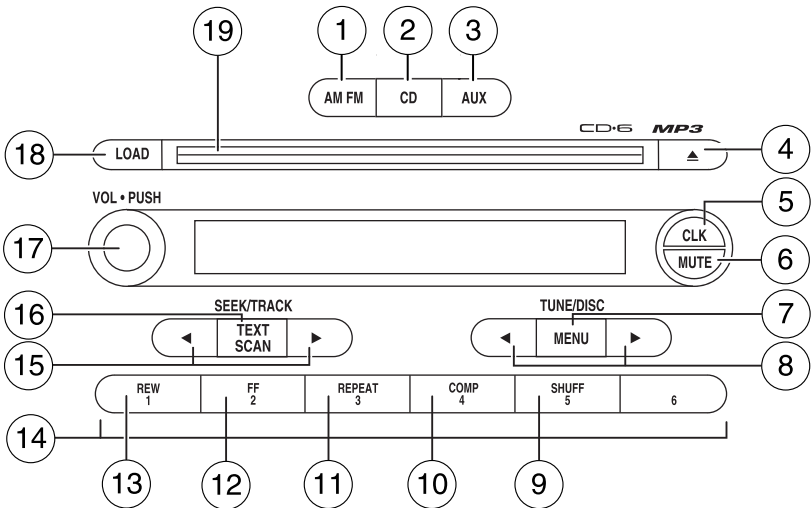 19 1 2 3
AM FM CD AUX
CD•6 MP3
18 LOAD 4
VOL • PUSH
5
17 CLK
MUTE 6
SEEK/TRACK TUNE/DISC
16 7
TEXT
SCAN MENU
15 8
REW FF REPEAT COMP SHUFF
1 2 3 4 5 6
14
13 12 11 10 9